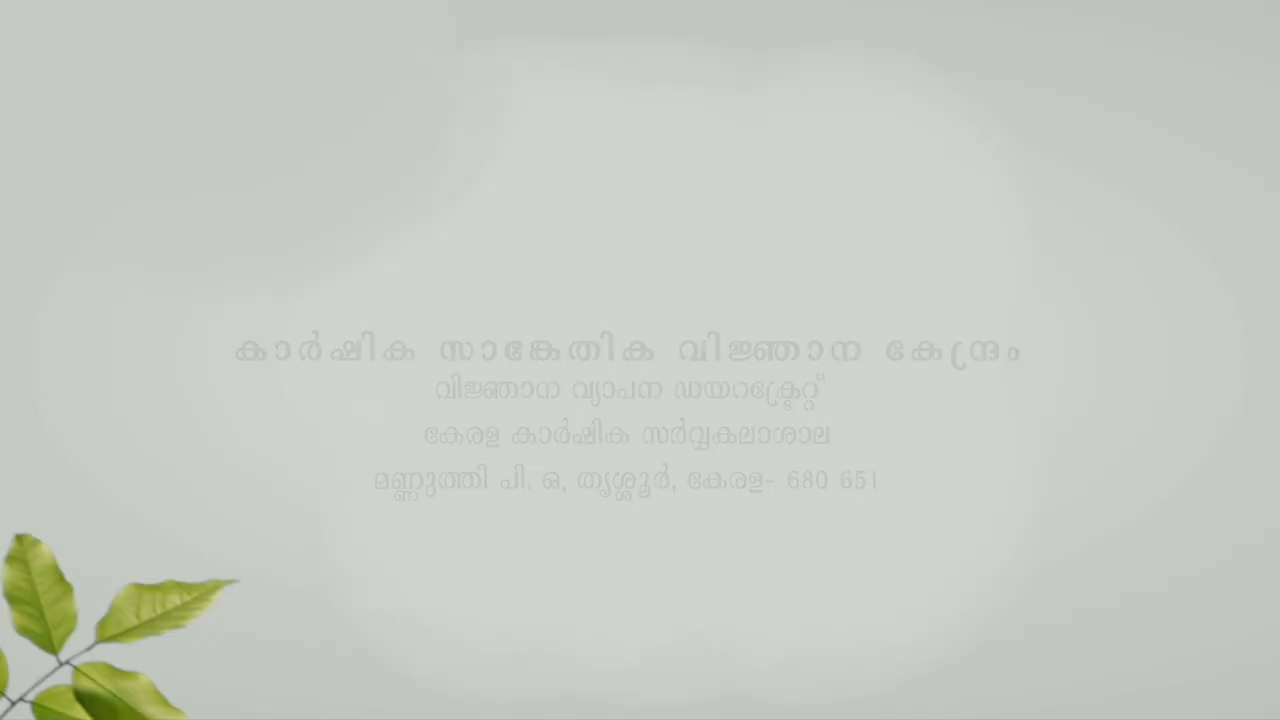 കാർഷിക സാങ്കേതിക വിജ്ഞാന കേന്ദ്രം
വിജ്ഞാന വ്യാപന ഡയറക്ട്രേറ്റ്
കേരള കാർഷിക സർവ്വകലാശാല
മണ്ണുത്തി പി. ഒ, തൃശ്ശൂർ, കേരള- 680 651